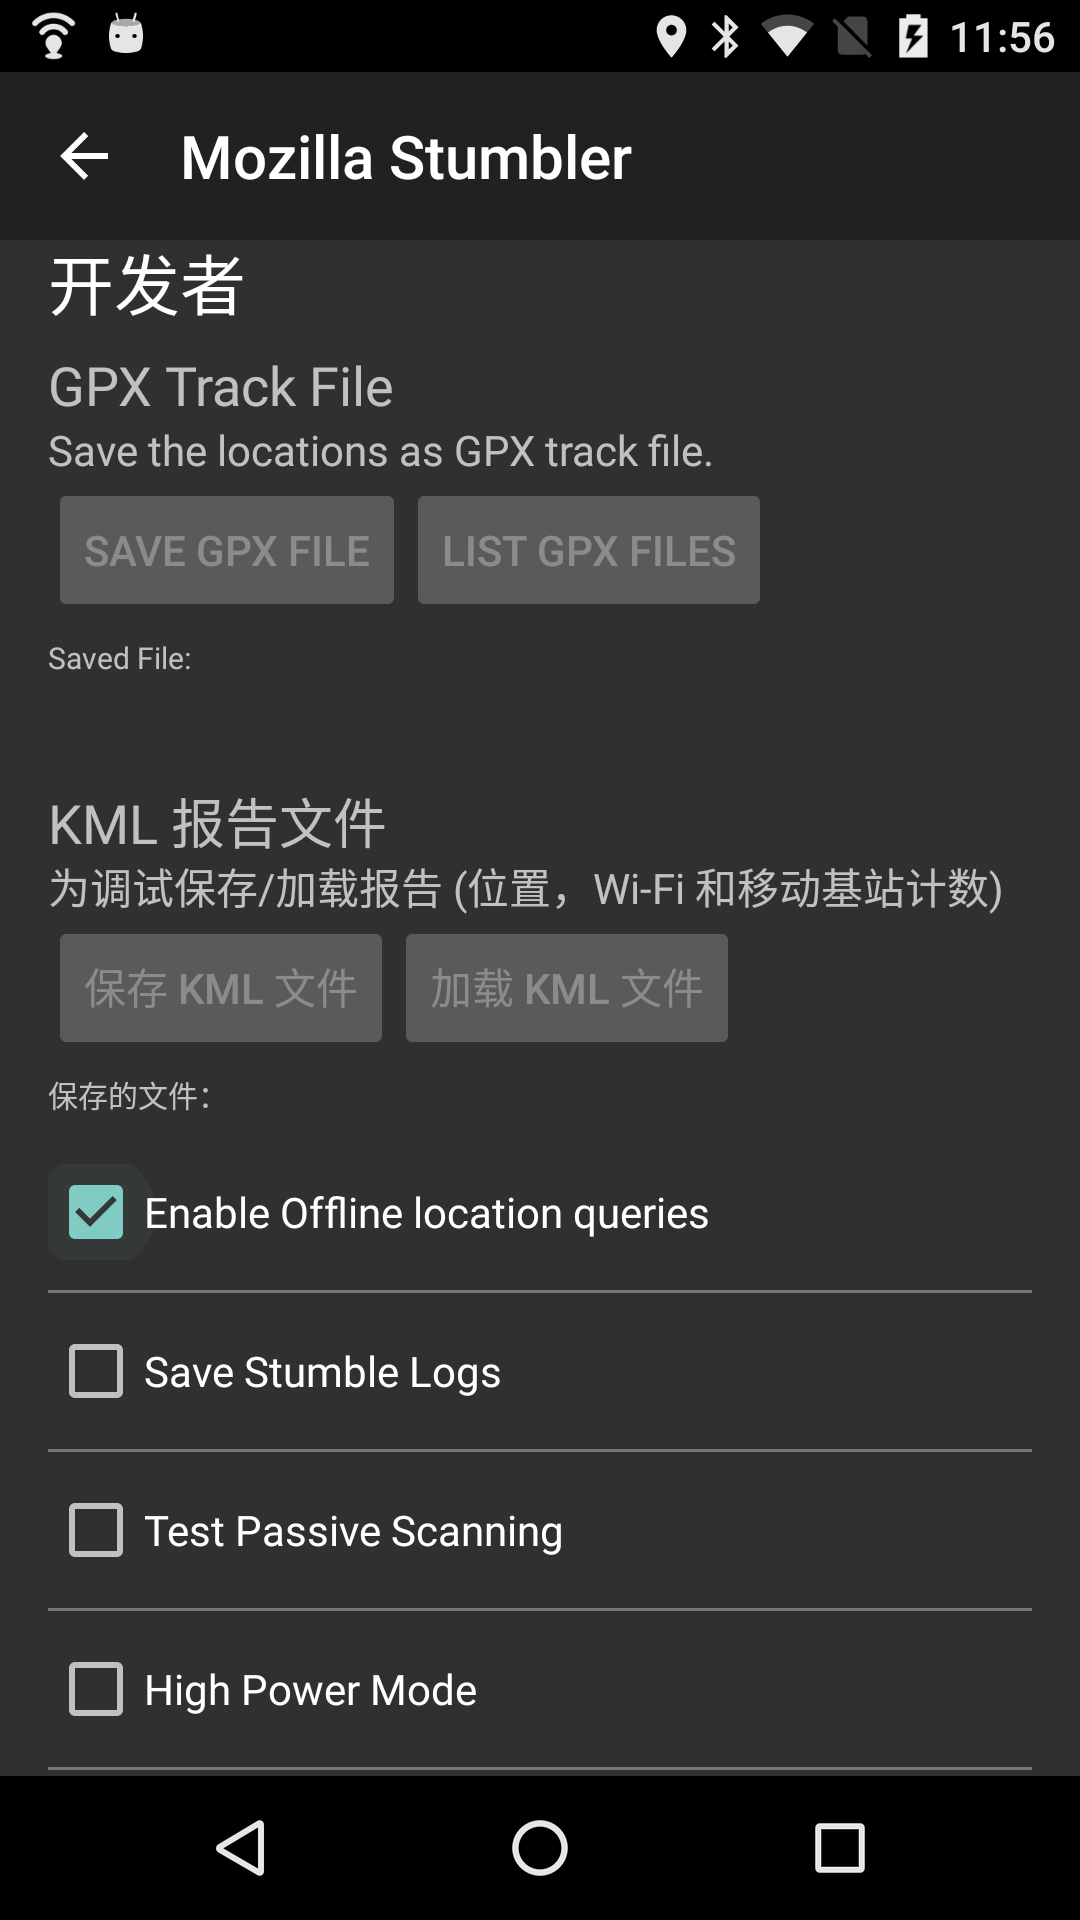 11:56
Mozilla Stumbler
开发者
GPX Track File
Save the locations as GPX track file.
SAVE GPX FILE
LIST GPX FILES
Saved File:
KML 报告文件
为调试保存/加载报告 (位置，Wi-Fi 和移动基站计数)
保存 KML 文件
加载 KML 文件
保存的文件：
Enable Offline location queries
Save Stumble Logs
Test Passive Scanning
High Power Mode